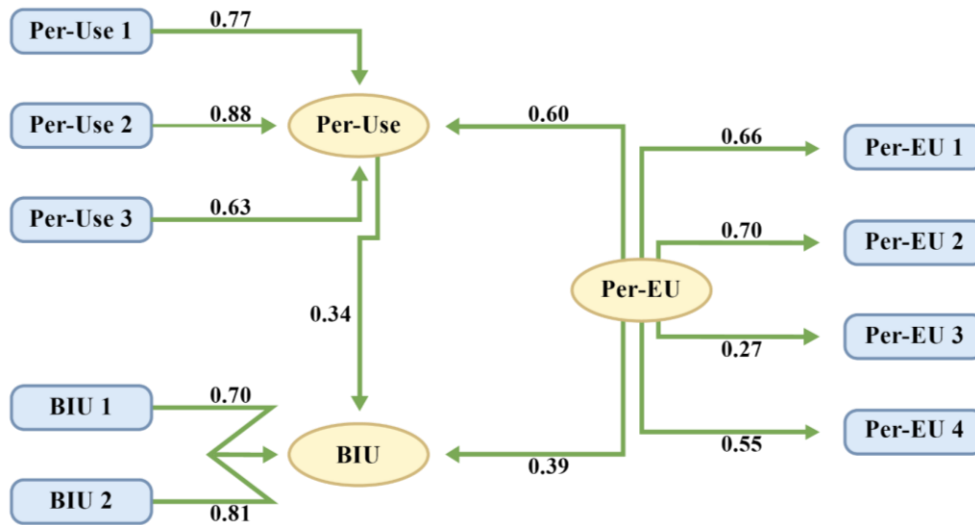 Per-Use 1
0.77
Per-Use 2
0.88
Per-Use
0.60
Per-Use 3
0.63
0.66
Per-EU 1
0.70
Per-EU 2
Per-EU
0.34
0.27
Per-EU 3
BIU 1
0.70
BIU
0.39
0.55
Per-EU 4
BIU 2
0.81